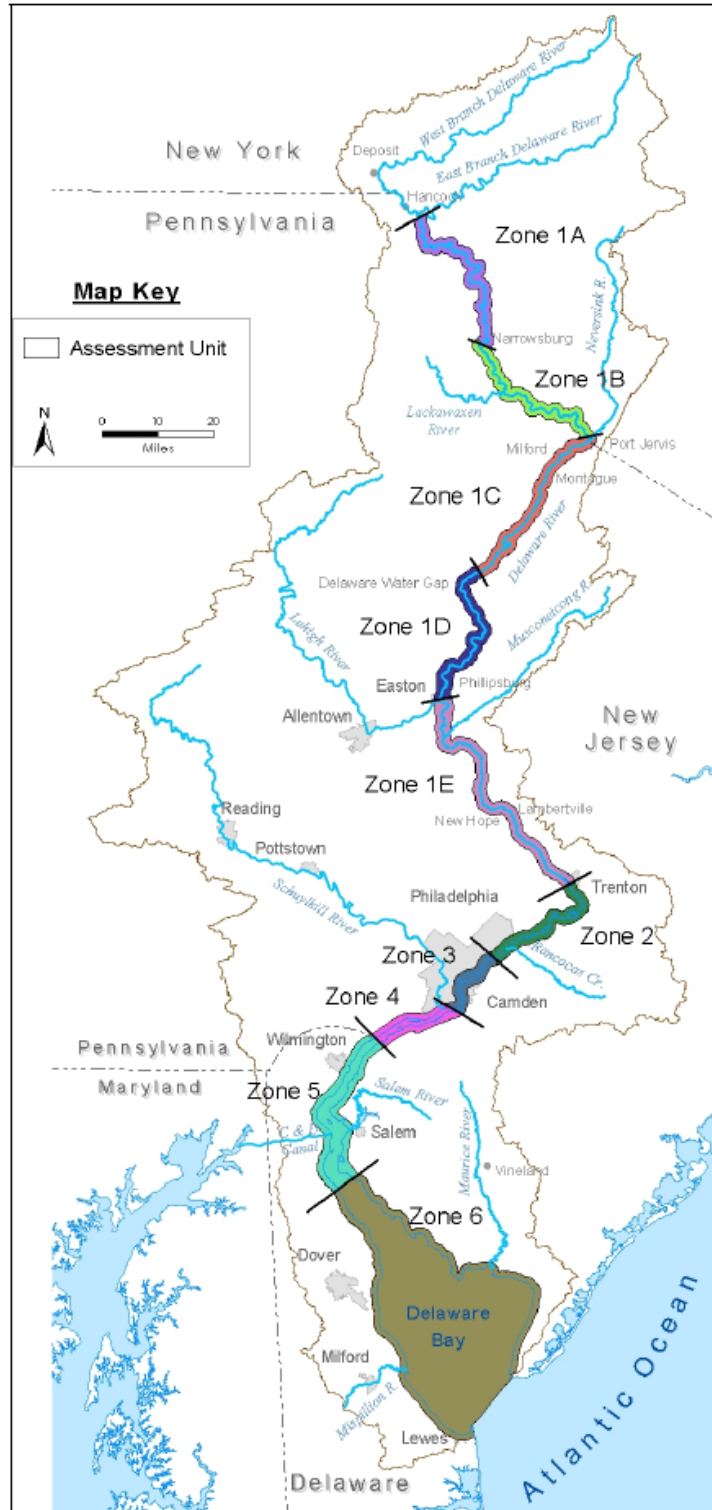 West Branch Delaware River
New York
Deposit
East Branch Delaware River
Hancock
Pennsylvania
Zone 1A
Map Key
Assessment Unit
Neversink R.
Narrowsburg
N
0 10 20
Miles
Zone 1B
Lackawaxen
River
Milford
Port Jervis
Montague
Zone 1C
Delaware River
Delaware Water Gap
Musconetcong R.
Lehigh River
Zone 1D
Easton
Phillipsburg
Allentown
New
Jersey
Zone 1E
Reading
Lambertville
New Hope
Pottstown
Schuylkill River
Philadelphia
Trenton
Zone 2
Zone 3
Rancocas Cr.
Camden
Zone 4
Wilmington
Pennsylvania
Maryland
Zone 5
Salem River
C & D
Canal
Salem
Maurice River
Vineland
Zone 6
Dover
Delaware
Bay
Milford
Mispillion R.
Lewes
Delaware
Atlantic Ocean